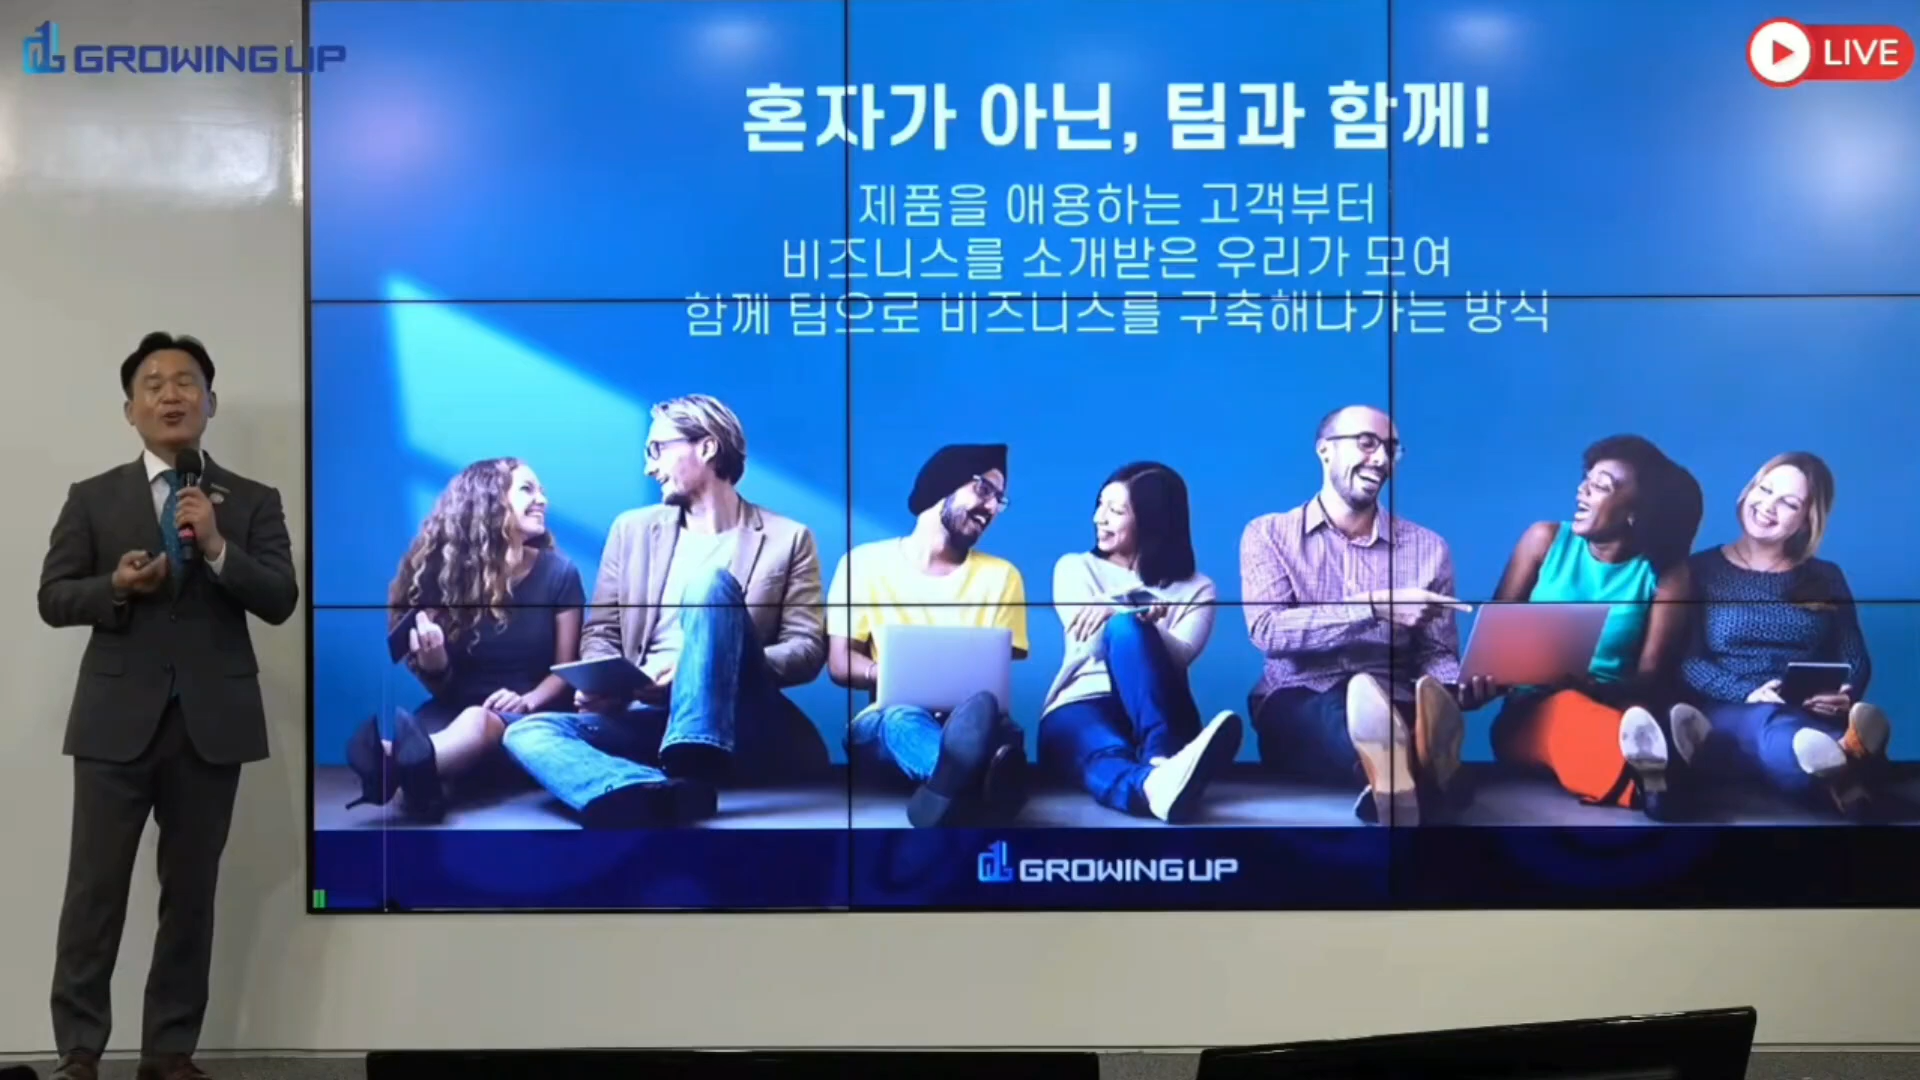 GROWING UP
LIVE
혼자가 아닌, 팀과 함께!
제품을 애용하는 고객부터
비즈니스를 소개받은 우리가 모여
함께 팀으로 비즈니스를 구축해나가는 방식
GROWING UP